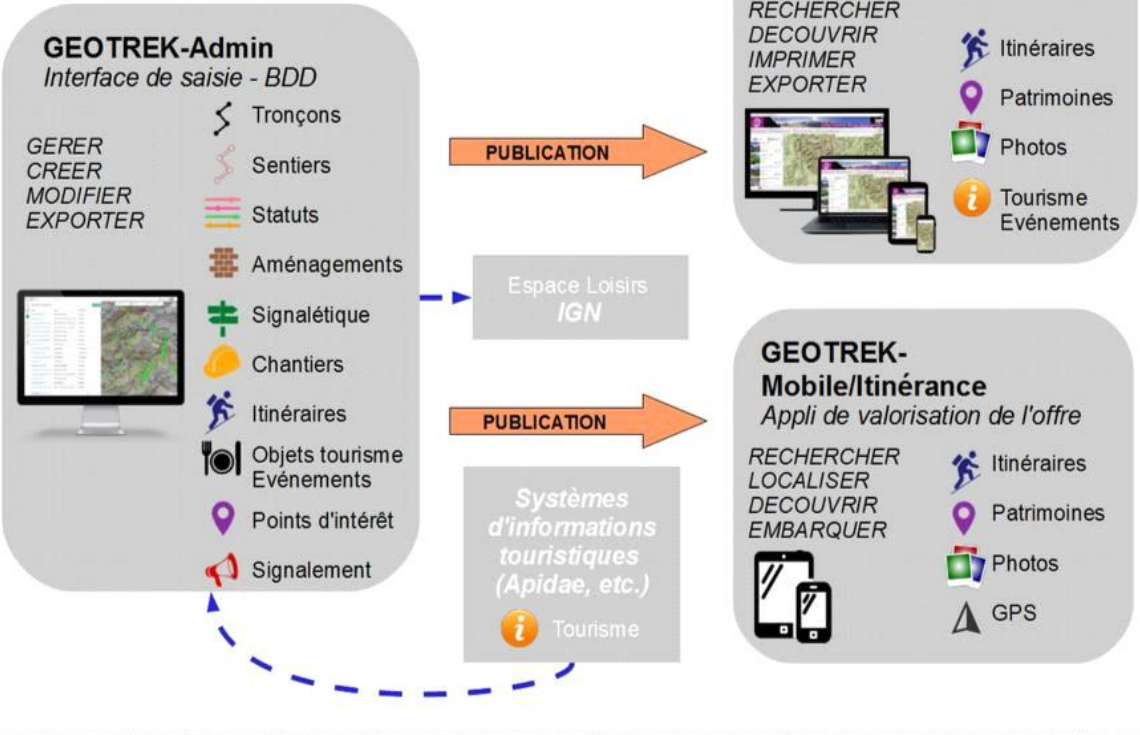 GEOTREK-Admin
Interface de saisie - BDD
GERER
CREER
MODIFIER
EXPORTER
Tronçons
Sentiers
Statuts
Aménagements
Signalétique
Chantiers
Itinéraires
Objets tourisme
Evénements
Points d'intérêt
Signalement
PUBLICATION
Espace Loisirs
IGN
PUBLICATION
Systèmes
d'informations
touristiques
(Apidae, etc.)
Tourisme
RECHERCHER
DECOUVRIR
IMPRIMER
EXPORTER
Itinéraires
Patrimoines
Photos
Tourisme
Evénements
GEOTREK-
Mobile/Itinérance
Appli de valorisation de l'offre
RECHERCHER
LOCALISER
DECOUVRIR
EMBARQUER
Itinéraires
Patrimoines
Photos
GPS